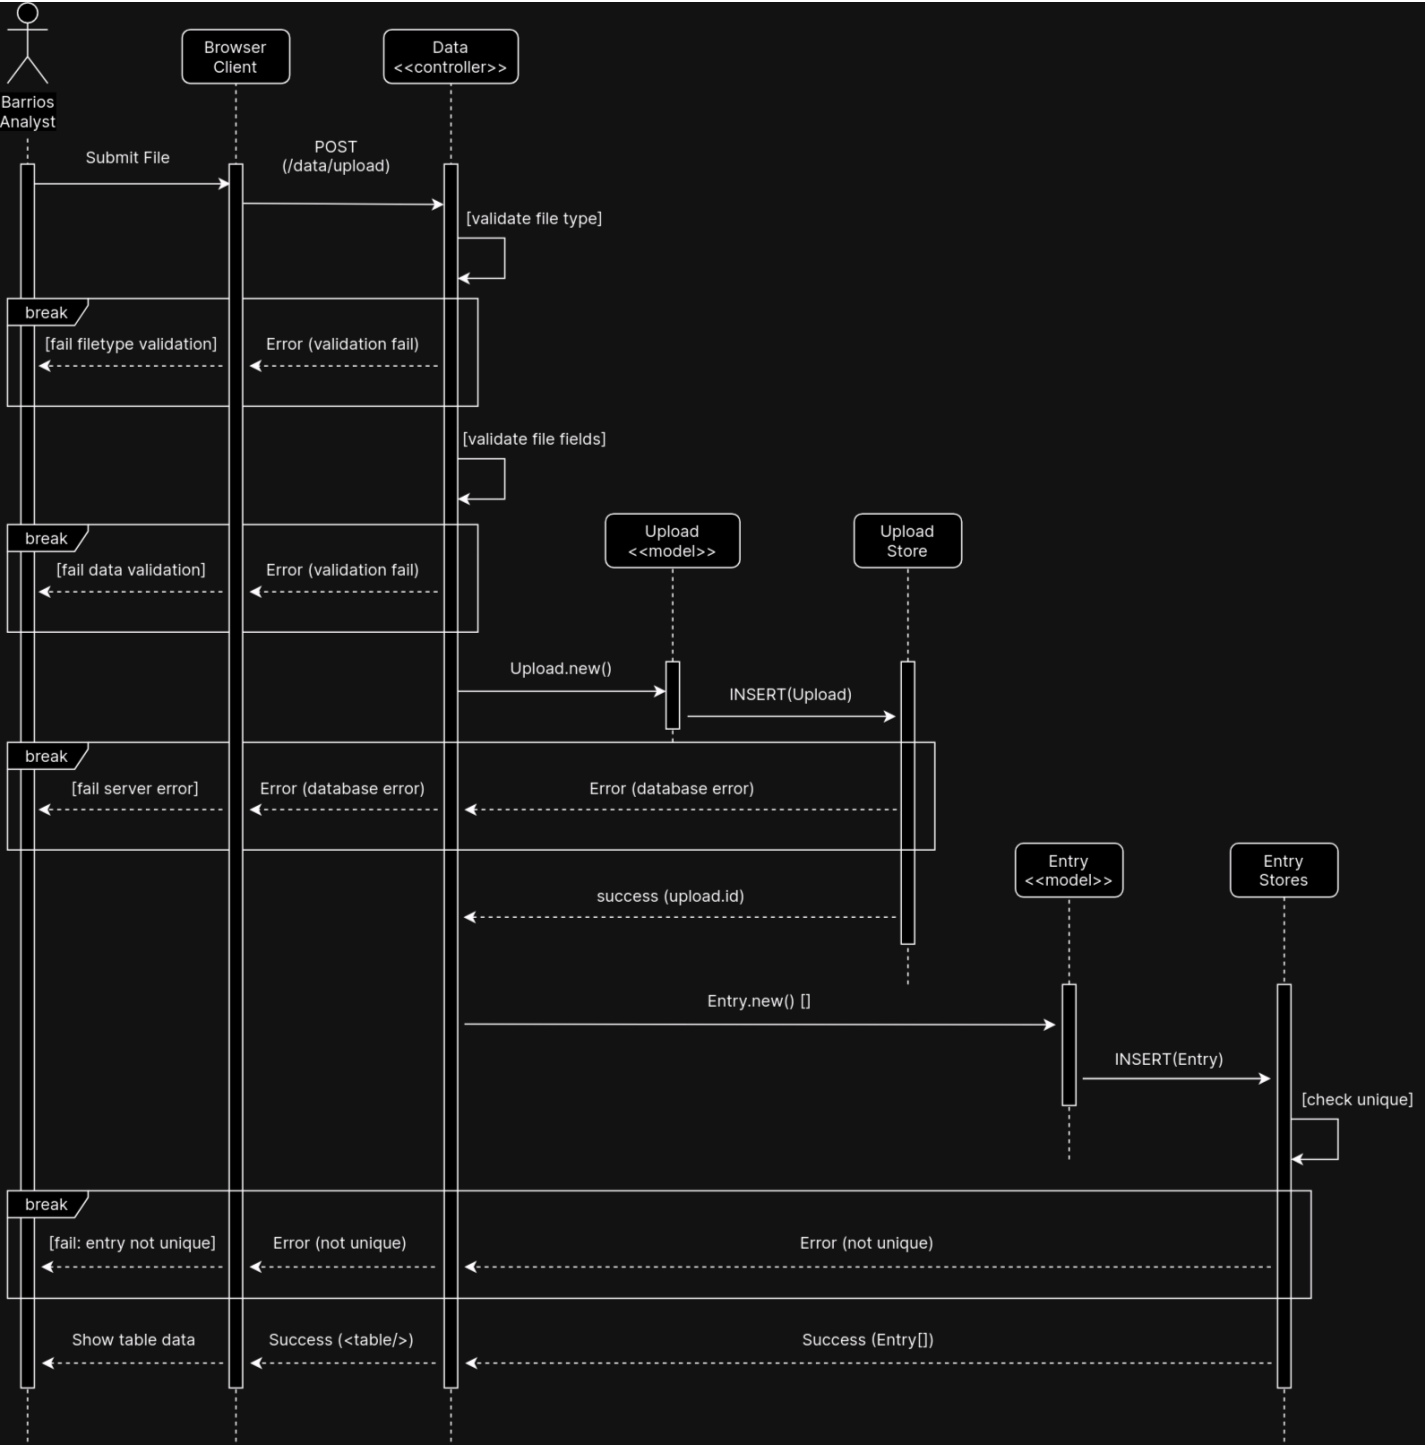 Barrios
Analyst
Browser
Client
Data
<<controller>>
Submit File
POST
(/data/upload)
[validate file type]
break
[fail filetype validation]
Error (validation fail)
[validate file fields]
Upload
<<model>>
Upload
Store
break
[fail data validation]
Error (validation fail)
Upload.new()
INSERT(Upload)
break
[fail server error]
Error (database error)
Error (database error)
Entry
<<model>>
Entry
Stores
success (upload.id)
Entry.new() []
INSERT(Entry)
[check unique]
break
[fail: entry not unique]
Error (not unique)
Error (not unique)
Show table data
Success (<table/>)
Success (Entry[])